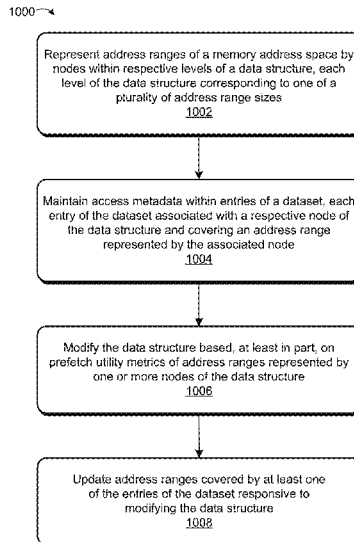 1000
Represent address ranges of a memory address space by
nodes within respective levels of a data structure, each
level of the data structure corresponding to one of a
plurality of address range sizes
1002
Maintain access metadata within entries of a dataset, each
entry of the dataset associated with a respective node of
the data structure and covering an address range
represented by the associated node
1004
Modify the data structure based, at least in part, on
prefetch utility metrics of address ranges represented by
one or more nodes of the data structure
1006
Update address ranges covered by at least one
of the entries of the dataset responsive to
modifying the data structure
1008